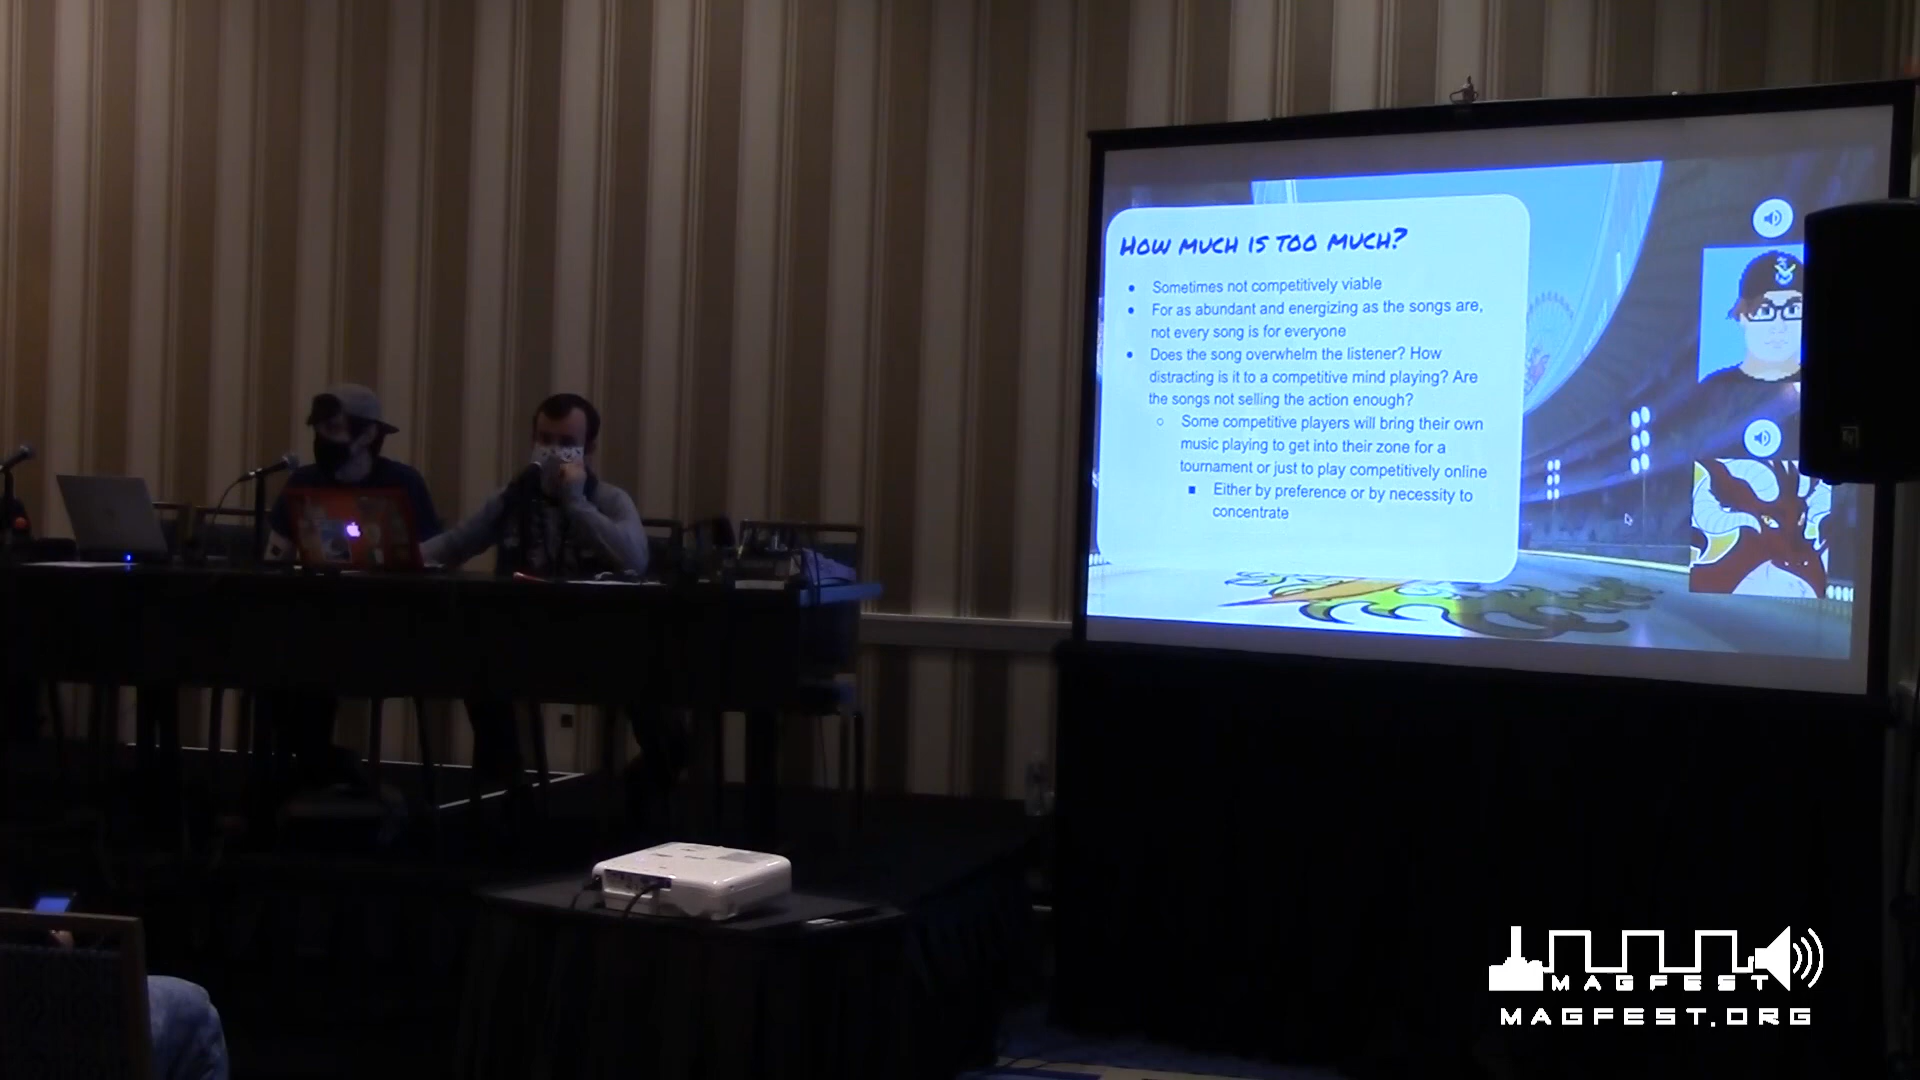 How much is too much?
● Sometimes not competitively viable
● For as abundant and energizing as the songs are,
not every song is for everyone
● Does the song overwhelm the listener? How
distracting is it to a competitive mind playing? Are
the songs not selling the action enough?
○ Some competitive players will bring their own
music playing to get into their zone for a
tournament or just to play competitively online
■ Either by preference or by necessity to
concentrate
MAGFEST
MAGFEST.ORG